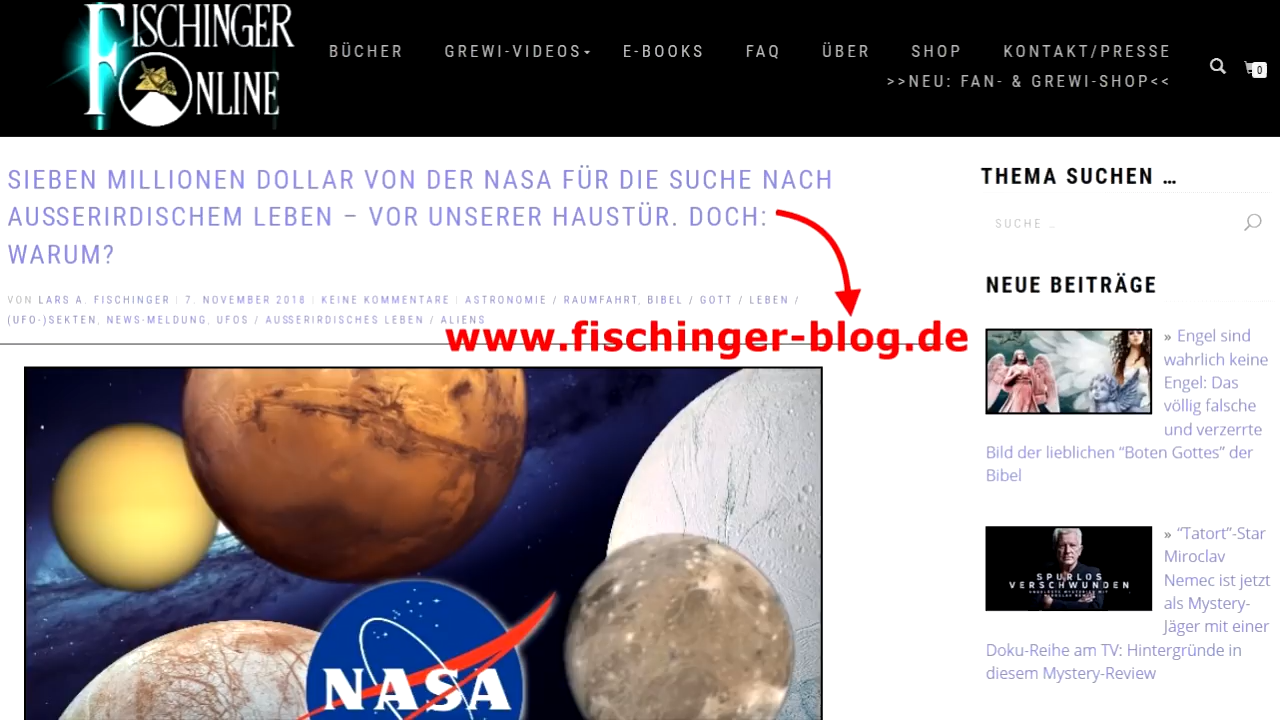 FISCHINGER
ONLINE
BÜCHER GREWI-VIDEOS E-BOOKS FAQ ÜBER SHOP KONTAKT/PRESSE
>>NEU: FAN- & GREWI-SHOP<<
0
SIEBEN MILLIONEN DOLLAR VON DER NASA FÜR DIE SUCHE NACH
AUSSERIRDISCHEM LEBEN – VOR UNSERER HAUSTÜR. DOCH:
WARUM?
VON LARS A. FISCHINGER | 7. NOVEMBER 2018 | KEINE KOMMENTARE | ASTRONOMIE / RAUMFAHRT, BIBEL / GOTT / LEBEN /
(UFO-)SEKTEN, NEWS-MELDUNG, UFOS / AUSSERIRDISCHES LEBEN / ALIENS
www.fischinger-blog.de
NASA
THEMA SUCHEN …
SUCHE …
NEUE BEITRÄGE
» Engel sind
wahrlich keine
Engel: Das
völlig falsche
und verzerrte
Bild der lieblichen “Boten Gottes” der
Bibel
SPURLOS
VERSCHWUNDEN
» “Tatort”-Star
Miroclav
Nemec ist jetzt
als Mystery-
Jäger mit einer
Doku-Reihe am TV: Hintergründe in
diesem Mystery-Review